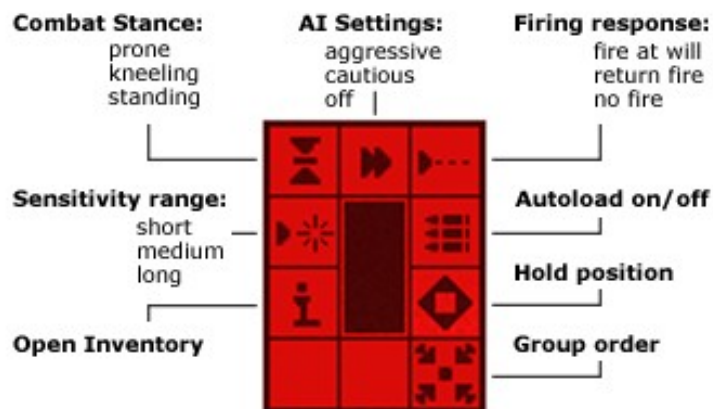 Combat Stance:
prone
kneeling
standing
AI Settings:
aggressive
cautious
off
Firing response:
fire at will
return fire
no fire
Sensitivity range:
short
medium
long
Autoload on/off
Hold position
Open Inventory
Group order